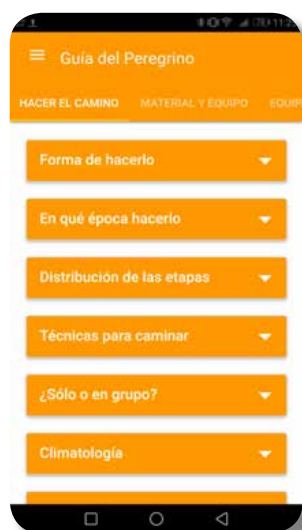 Guía del Peregrino
HACER EL CAMINO MATERIAL Y EQUIPO EQUIP
Forma de hacerlo
En qué época hacerlo
Distribución de las etapas
Técnicas para caminar
¿Sólo o en grupo?
Climatología